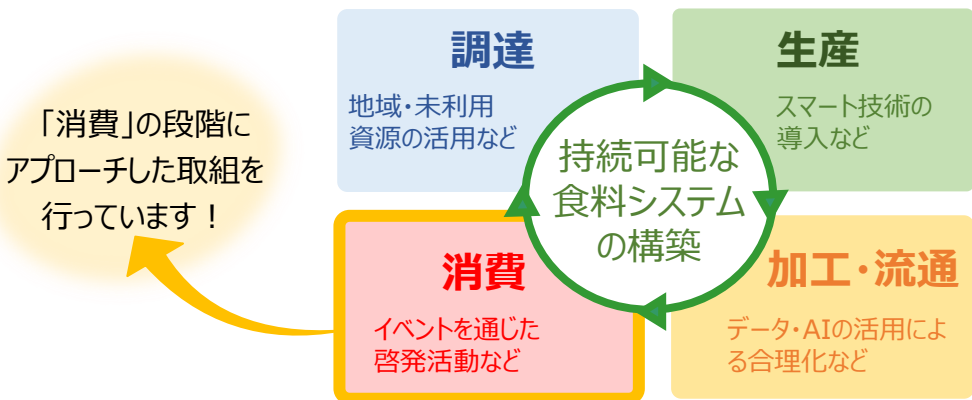 「消費」の段階に
アプローチした取組を
行っています！
調達
地域・未利用
資源の活用など
生産
スマート技術の
導入など
持続可能な
食料システム
の構築
消費
イベントを通じた
啓発活動など
加工・流通
データ・AIの活用によ
る合理化など